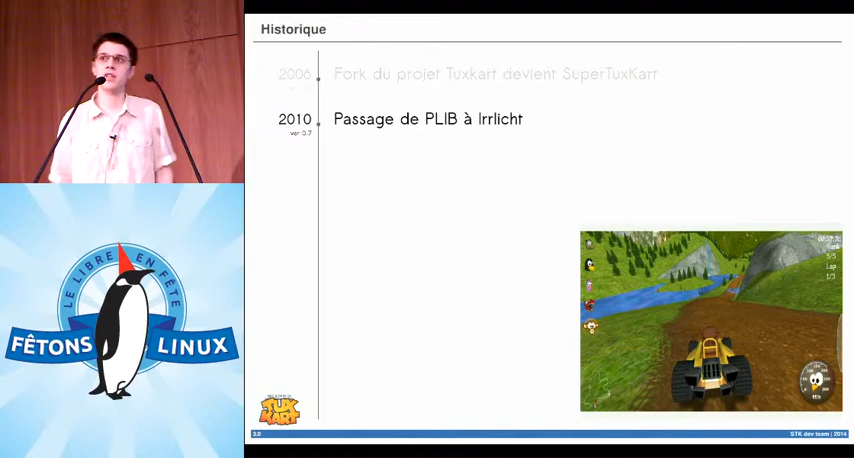 Historique
2006
Fork du projet Tuxkart devient SuperTuxKart
2010
ver 0.7
Passage de PLIB à Irrlicht
LE LIBRE EN FÊTE
FÊTONS LINUX
5/5
Lap
1/3
TUX
KART
3.0
STK dev team | 2014